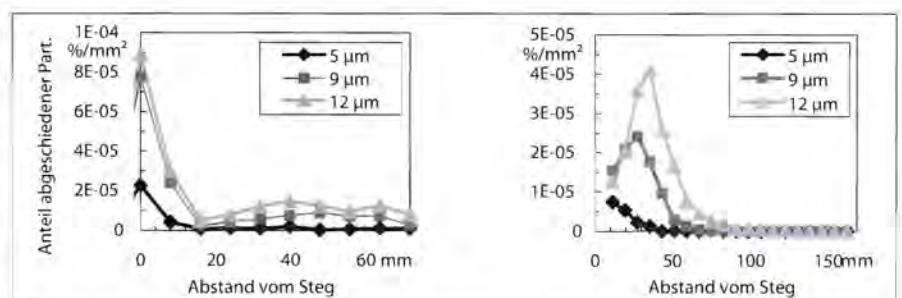 Anteil abgeschiedener Part.
1E-04
%/mm²
8E-05
6E-05
4E-05
2E-05
0
5 µm
9 µm
12 µm
0 20 40 60 mm
Abstand vom Steg
5E-05
%/mm²
4E-05
3E-05
2E-05
1E-05
0
5 µm
9 µm
12 µm
0 50 100 150 mm
Abstand vom Steg